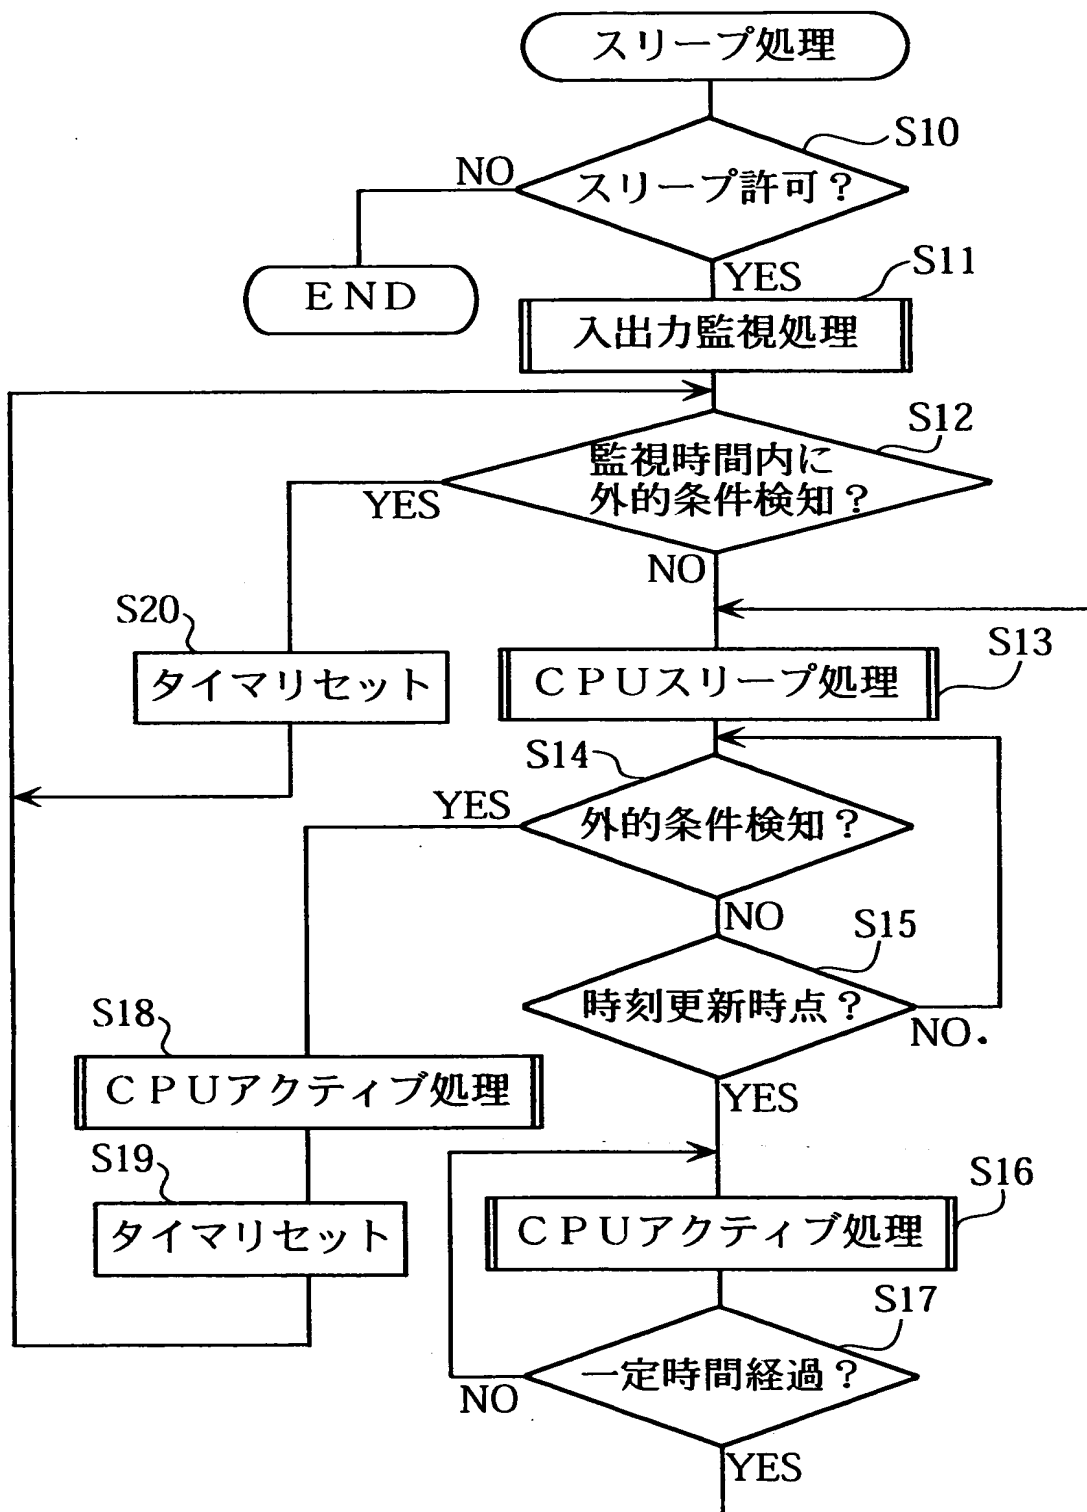 スリープ処理
S10
NO
スリープ許可?
YES
S11
END
入出力監視処理
S12
監視時間内に
外的条件検知?
YES
NO
S20
タイマリセット
S13
CPUスリープ処理
S14
YES
外的条件検知?
NO
S15
時刻更新時点?
NO.
S18
CPUアクティブ処理
YES
S19
タイマリセット
S16
CPUアクティブ処理
S17
一定時間経過?
NO
YES